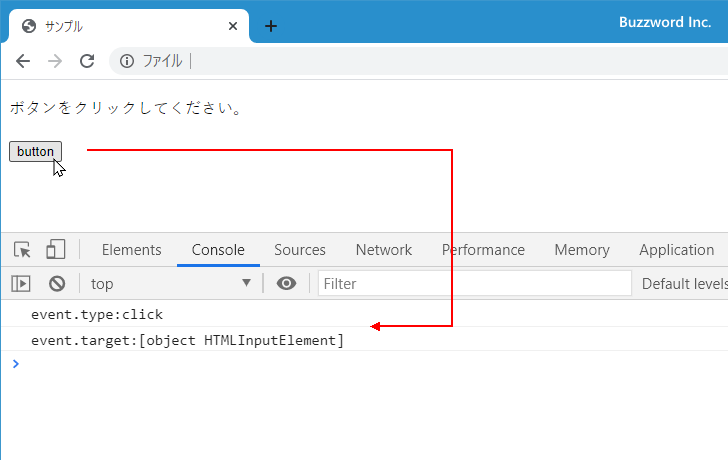 サンプル
Buzzword Inc.
ファイル
ボタンをクリックしてください。
button
Elements Console Sources Network Performance Memory Application
top Filter Default levels
event.type:click
event.target:[object HTMLInputElement]